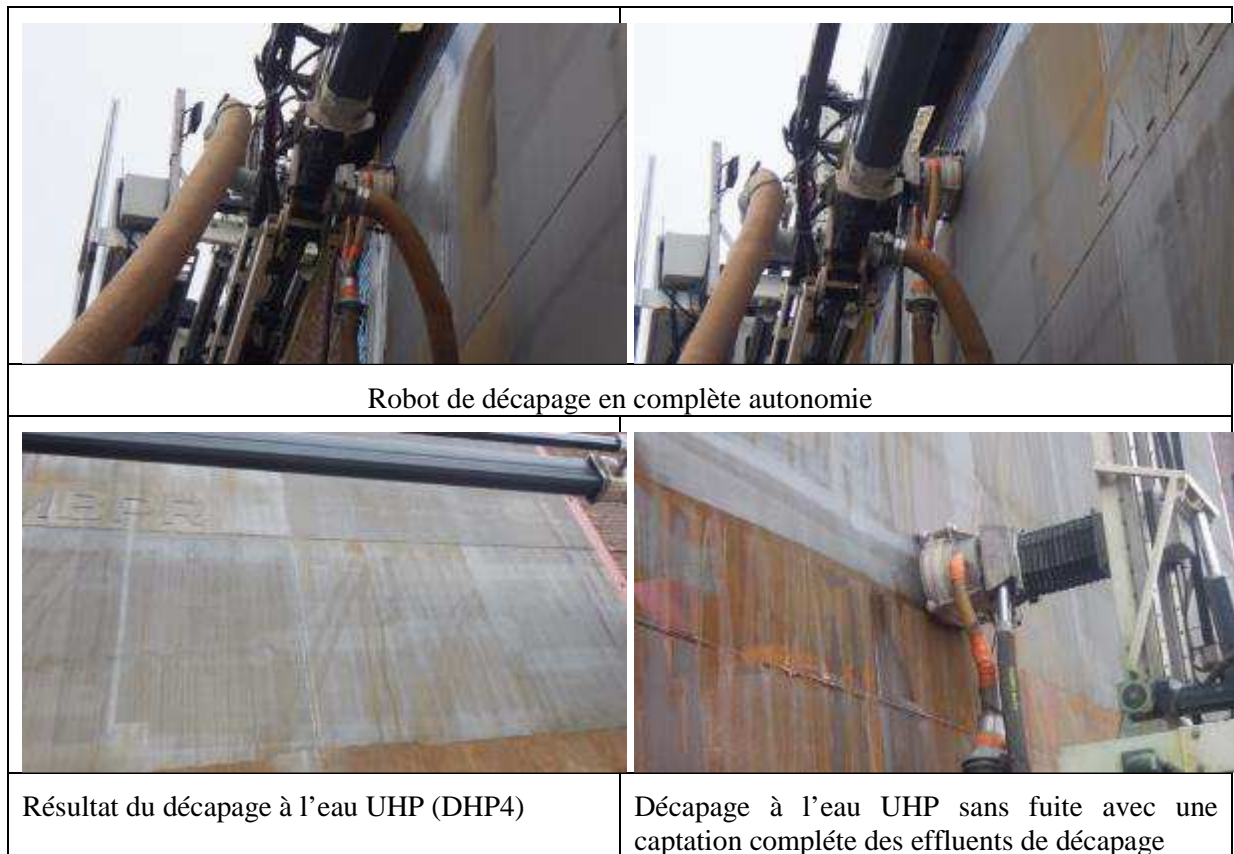 Robot de décapage en complète autonomie
Résultat du décapage à l'eau UHP (DHP4)
Décapage à l'eau UHP sans fuite avec une
captation compléte des effluents de décapage